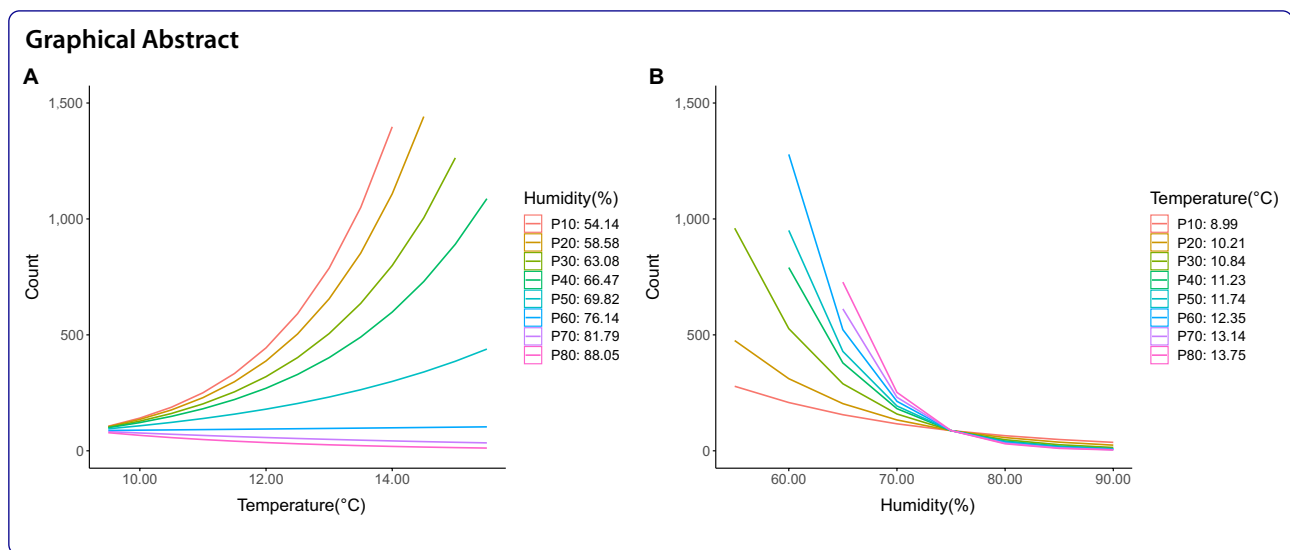 Graphical Abstract
A
1,500
1,000
500
0
Count
10.00 12.00 14.00
Temperature(°C)
Humidity(%)
P10: 54.14
P20: 58.58
P30: 63.08
P40: 66.47
P50: 69.82
P60: 76.14
P70: 81.79
P80: 88.05
B
1,500
1,000
500
0
Count
60.00 70.00 80.00 90.00
Humidity(%)
Temperature(°C)
P10: 8.99
P20: 10.21
P30: 10.84
P40: 11.23
P50: 11.74
P60: 12.35
P70: 13.14
P80: 13.75